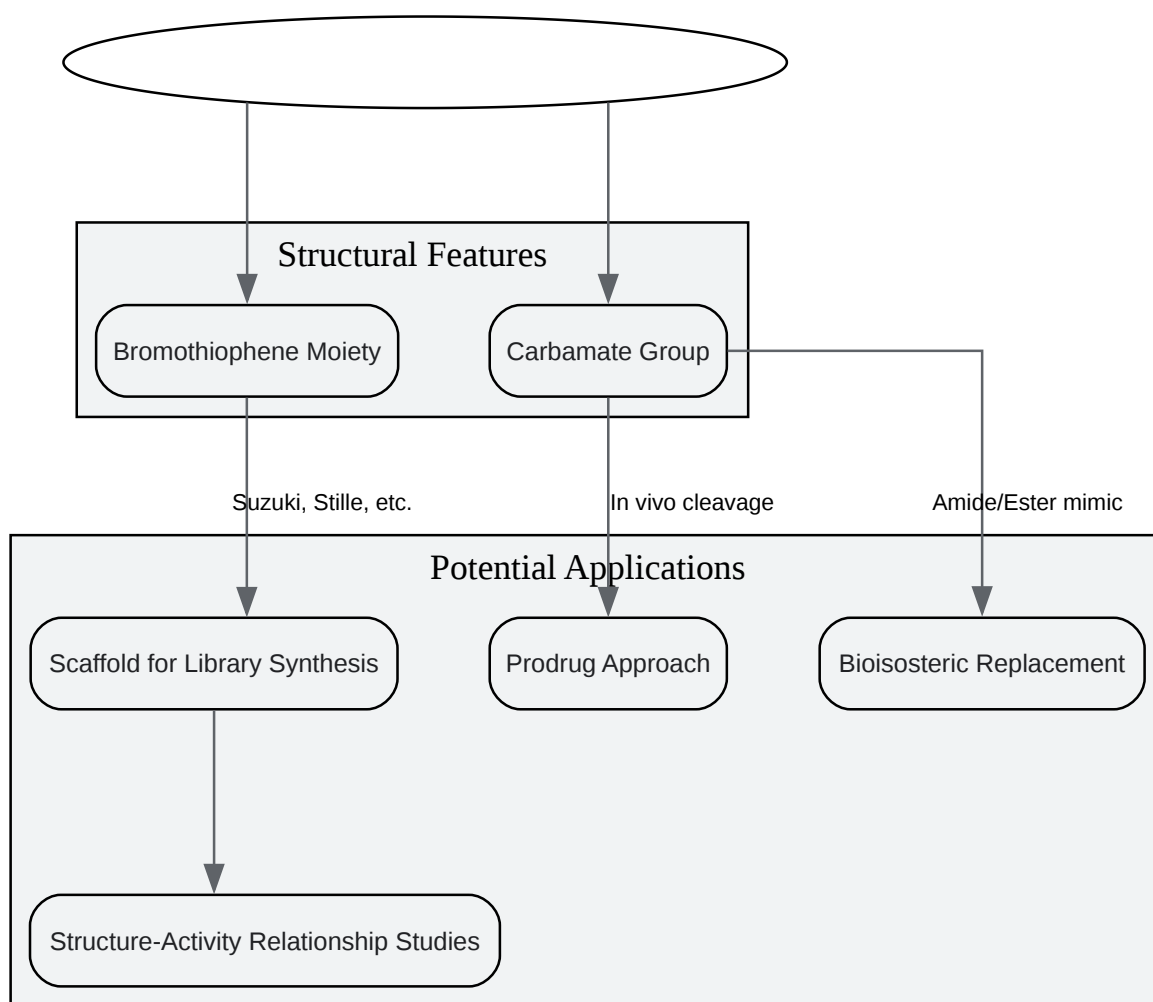 Structural Features
Bromothiophene Moiety
Carbamate Group
Suzuki, Stille, etc.
In vivo cleavage
Amide/Ester mimic
Potential Applications
Scaffold for Library Synthesis
Prodrug Approach
Bioisosteric Replacement
Structure-Activity Relationship Studies